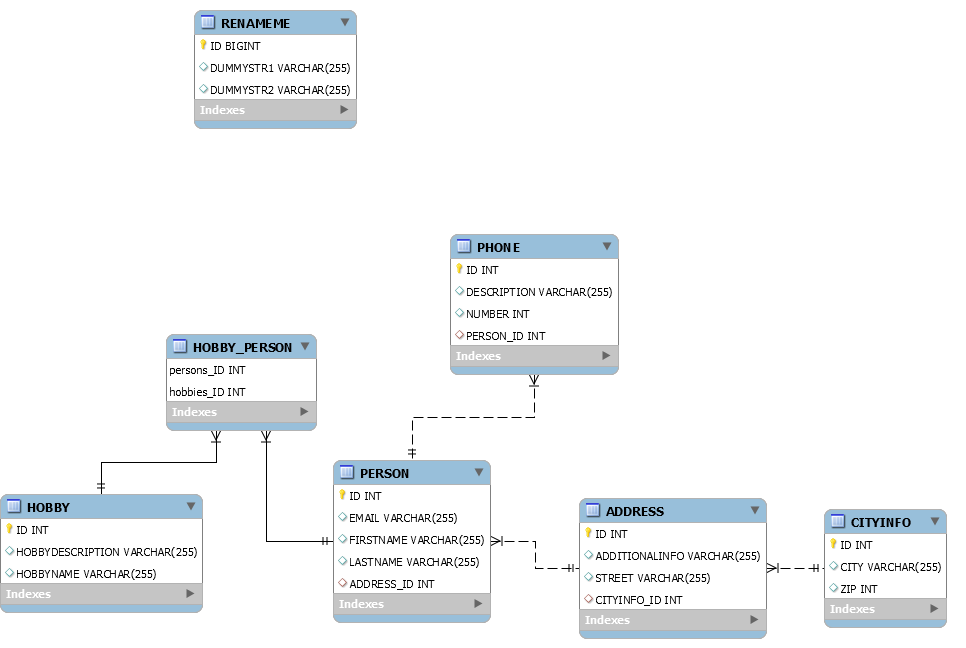 RENAMEME
ID BIGINT
DUMMYSTR1 VARCHAR(255)
DUMMYSTR2 VARCHAR(255)
Indexes
PHONE
ID INT
DESCRIPTION VARCHAR(255)
NUMBER INT
PERSON_ID INT
Indexes
HOBBY_PERSON
persons_ID INT
hobbies_ID INT
Indexes
HOBBY
ID INT
HOBBYDESCRIPTION VARCHAR(255)
HOBBYNAME VARCHAR(255)
Indexes
PERSON
ID INT
EMAIL VARCHAR(255)
FIRSTNAME VARCHAR(255)
LASTNAME VARCHAR(255)
ADDRESS_ID INT
Indexes
ADDRESS
ID INT
ADDITIONALINFO VARCHAR(255)
STREET VARCHAR(255)
CITYINFO_ID INT
Indexes
CITYINFO
ID INT
CITY VARCHAR(255)
ZIP INT
Indexes